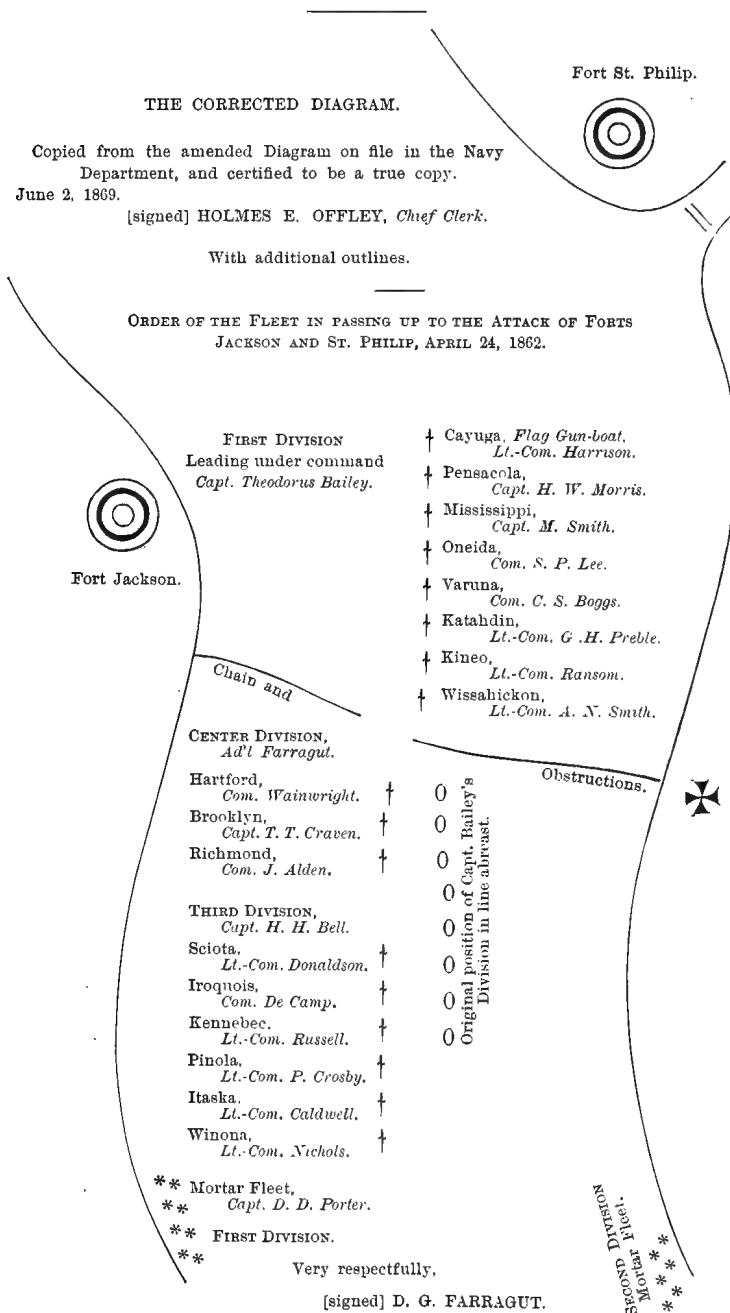 Fort St. Philip.
THE CORRECTED DIAGRAM.
Copied from the amended Diagram on file in the Navy
Department, and certified to be a true copy.
June 2, 1869.
[signed] HOLMES E. OFFLEY, Chief Clerk.
With additional outlines.
ORDER OF THE FLEET IN PASSING UP TO THE ATTACK OF FORTS
JACKSON AND ST. PHILIP, APRIL 24, 1862.
FIRST DIVISION
Leading under command
Capt. Theodorus Bailey.
Cayuga, Flag Gun-boat,
Lt.-Com. Harrison.
Pensacola,
Capt. H. W. Morris.
Mississippi,
Capt. M. Smith.
Oneida,
Com. S. P. Lee.
Varuna,
Com. C. S. Boggs.
Katahdin,
Lt.-Com. G .H. Preble.
Kineo,
Lt.-Com. Ransom.
Wissahickon,
Lt.-Com. A. N. Smith.
Fort Jackson.
Chain and
Obstructions.
CENTER DIVISION,
Ad'l Farragut.
Hartford,
Com. Wainwright.
Brooklyn,
Capt. T. T. Craven.
Richmond,
Com. J. Alden.
THIRD DIVISION,
Capt. H. H. Bell.
Sciota,
Lt.-Com. Donaldson.
Iroquois,
Com. De Camp.
Kennebec.
Lt.-Com. Russell.
Pinola,
Lt.-Com. P. Crosby.
Itaska,
Lt.-Com. Caldwell.
Winona,
Lt.-Com. Nichols.
Original position of Capt. Bailey's
Division in line abreast.
Mortar Fleet,
Capt. D. D. Porter.
FIRST DIVISION.
SECOND DIVISION
Mortar Fleet.
Very respectfully,
[signed] D. G. FARRAGUT.